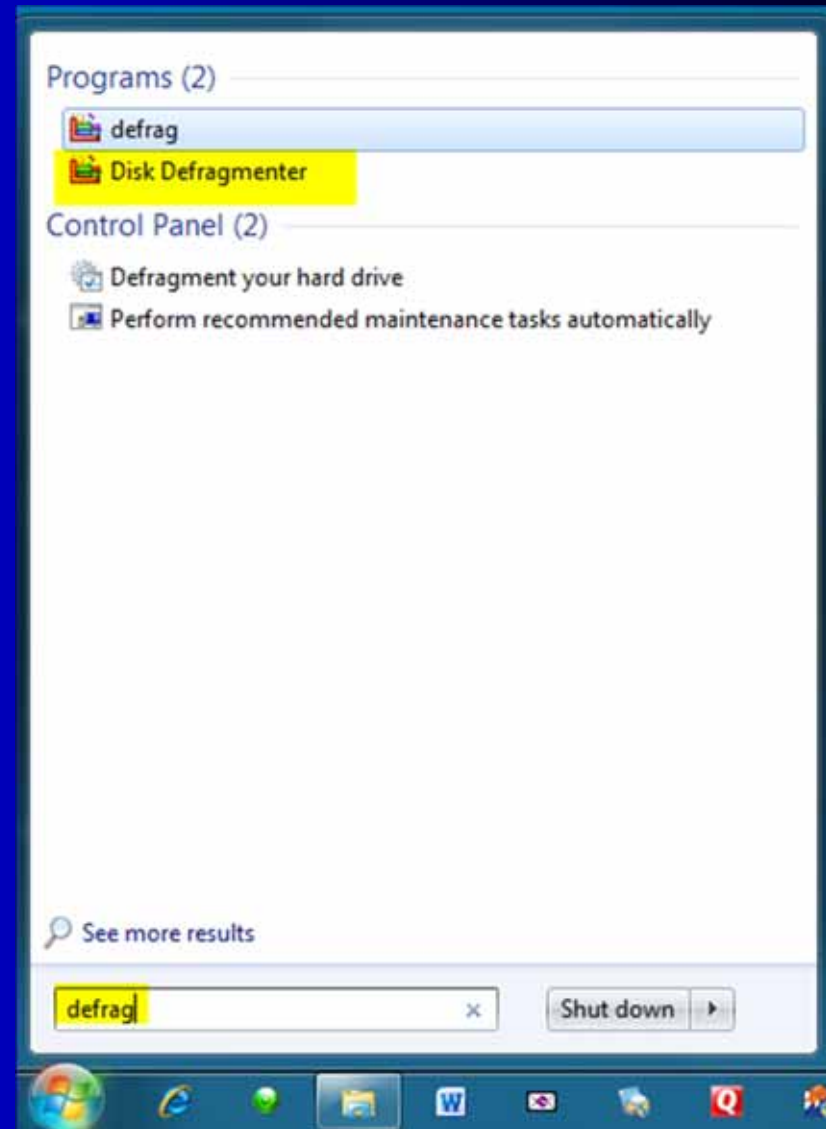 Programs (2)
defrag
Disk Defragmenter
Control Panel (2)
Defragment your hard drive
Perform recommended maintenance tasks automatically
See more results
defrag
Shut down
W
Q